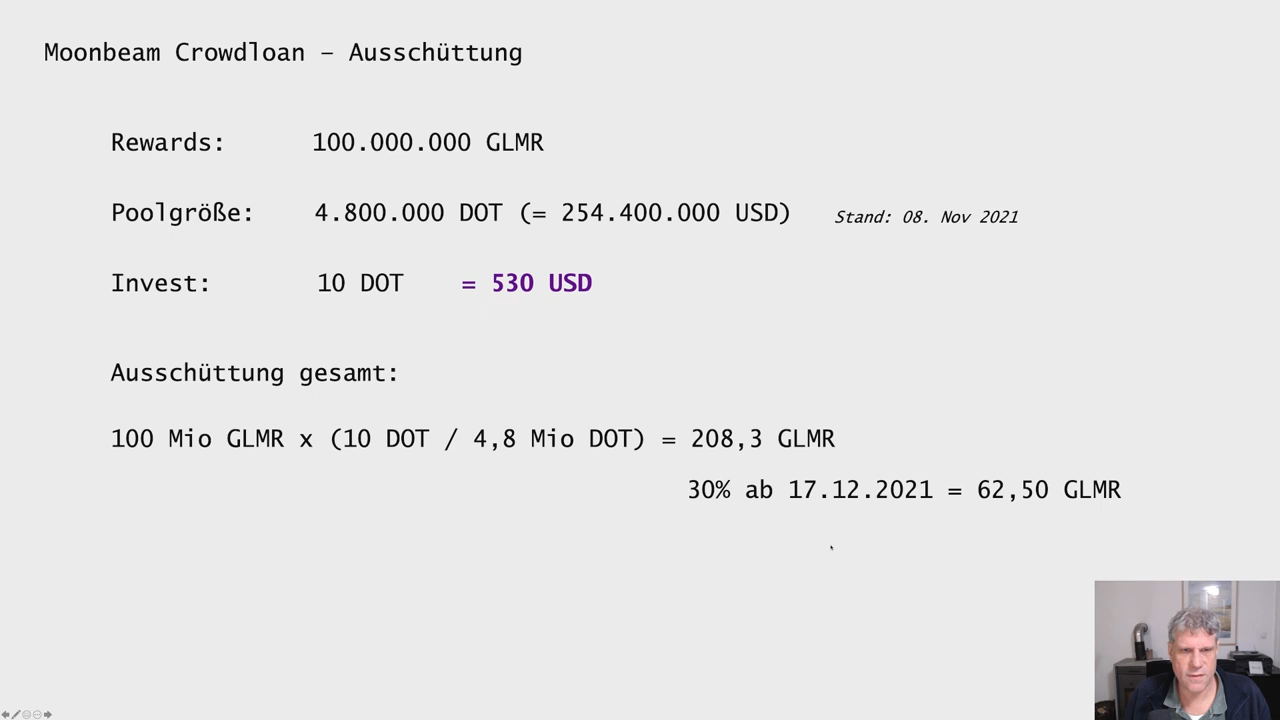 Moonbeam Crowdloan – Ausschüttung
Rewards: 100.000.000 GLMR
Poolgröße: 4.800.000 DOT (= 254.400.000 USD) Stand: 08. Nov 2021
Invest: 10 DOT = 530 USD
Ausschüttung gesamt:
100 Mio GLMR x (10 DOT / 4,8 Mio DOT) = 208,3 GLMR
30% ab 17.12.2021 = 62,50 GLMR